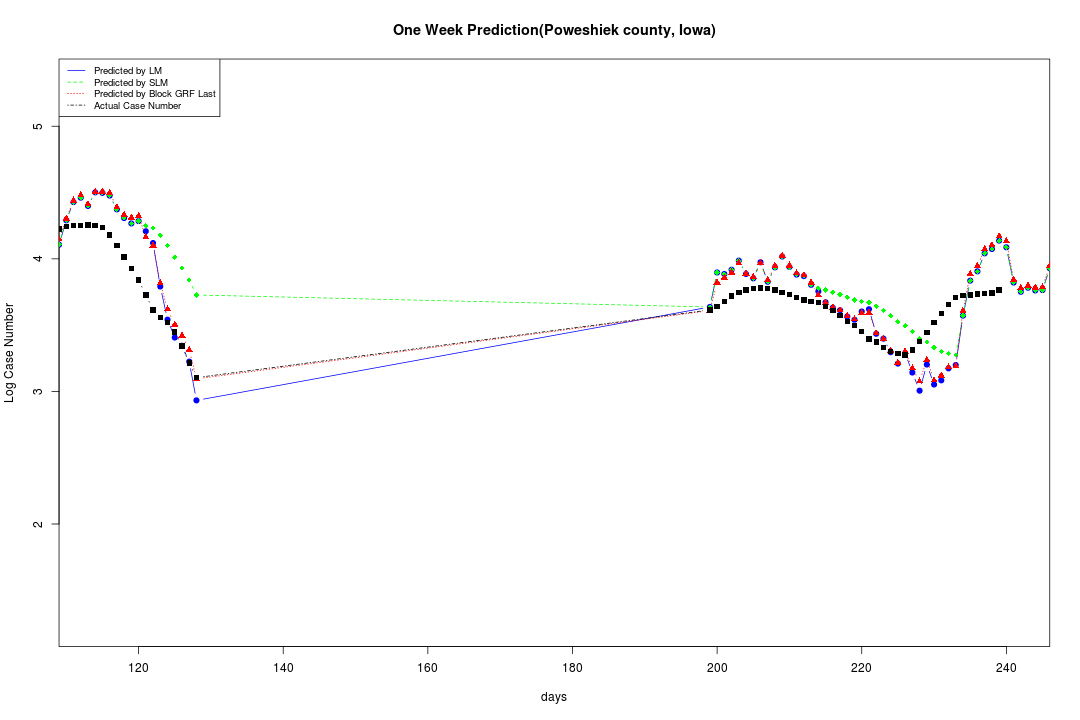 One Week Prediction(Poweshiek county, Iowa)
Predicted by LM
Predicted by SLM
Predicted by Block GRF Last
Actual Case Number
5
4
3
2
Log Case Number
120 140 160 180 200 220 240
days